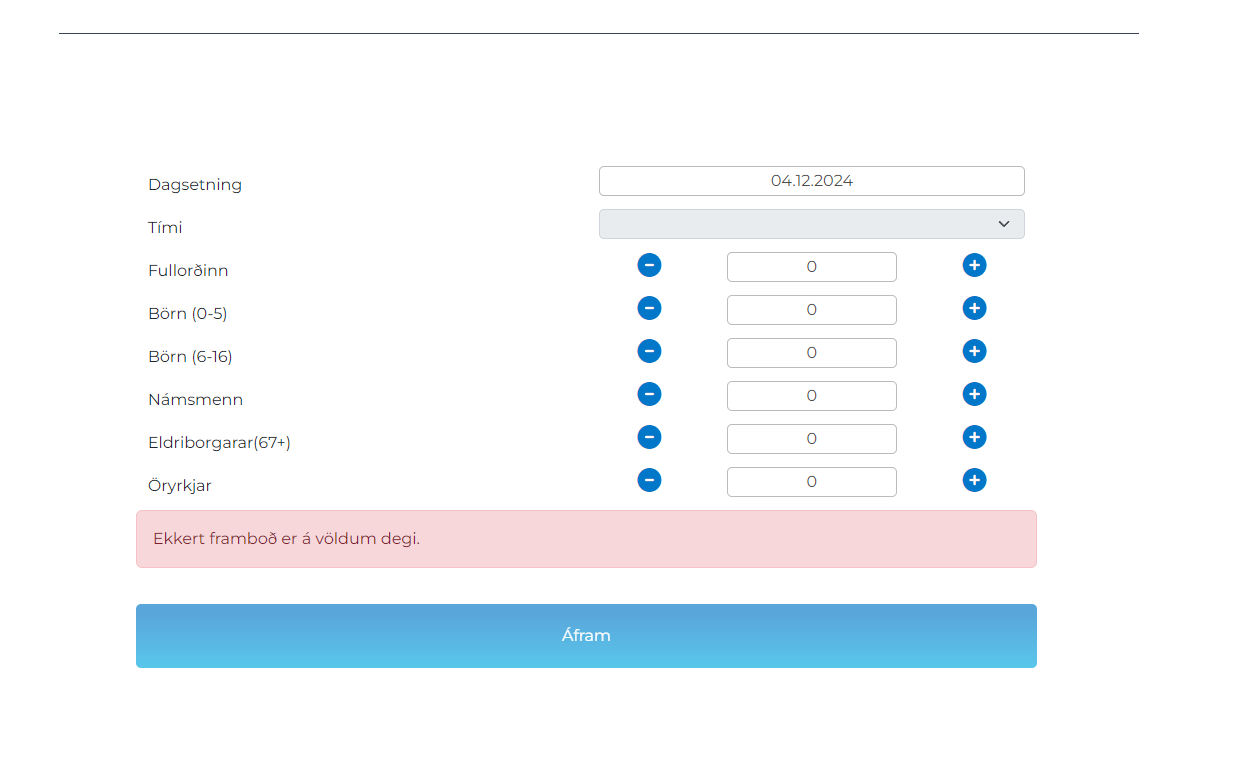 Dagsetning 04.12.2024
Tími
Fullorðinn 0
Börn (0-5) 0
Börn (6-16) 0
Námsmenn 0
Eldriborgarar(67+) 0
Öryrkjar 0
Ekkert framboð er á völdum degi.
Áfram